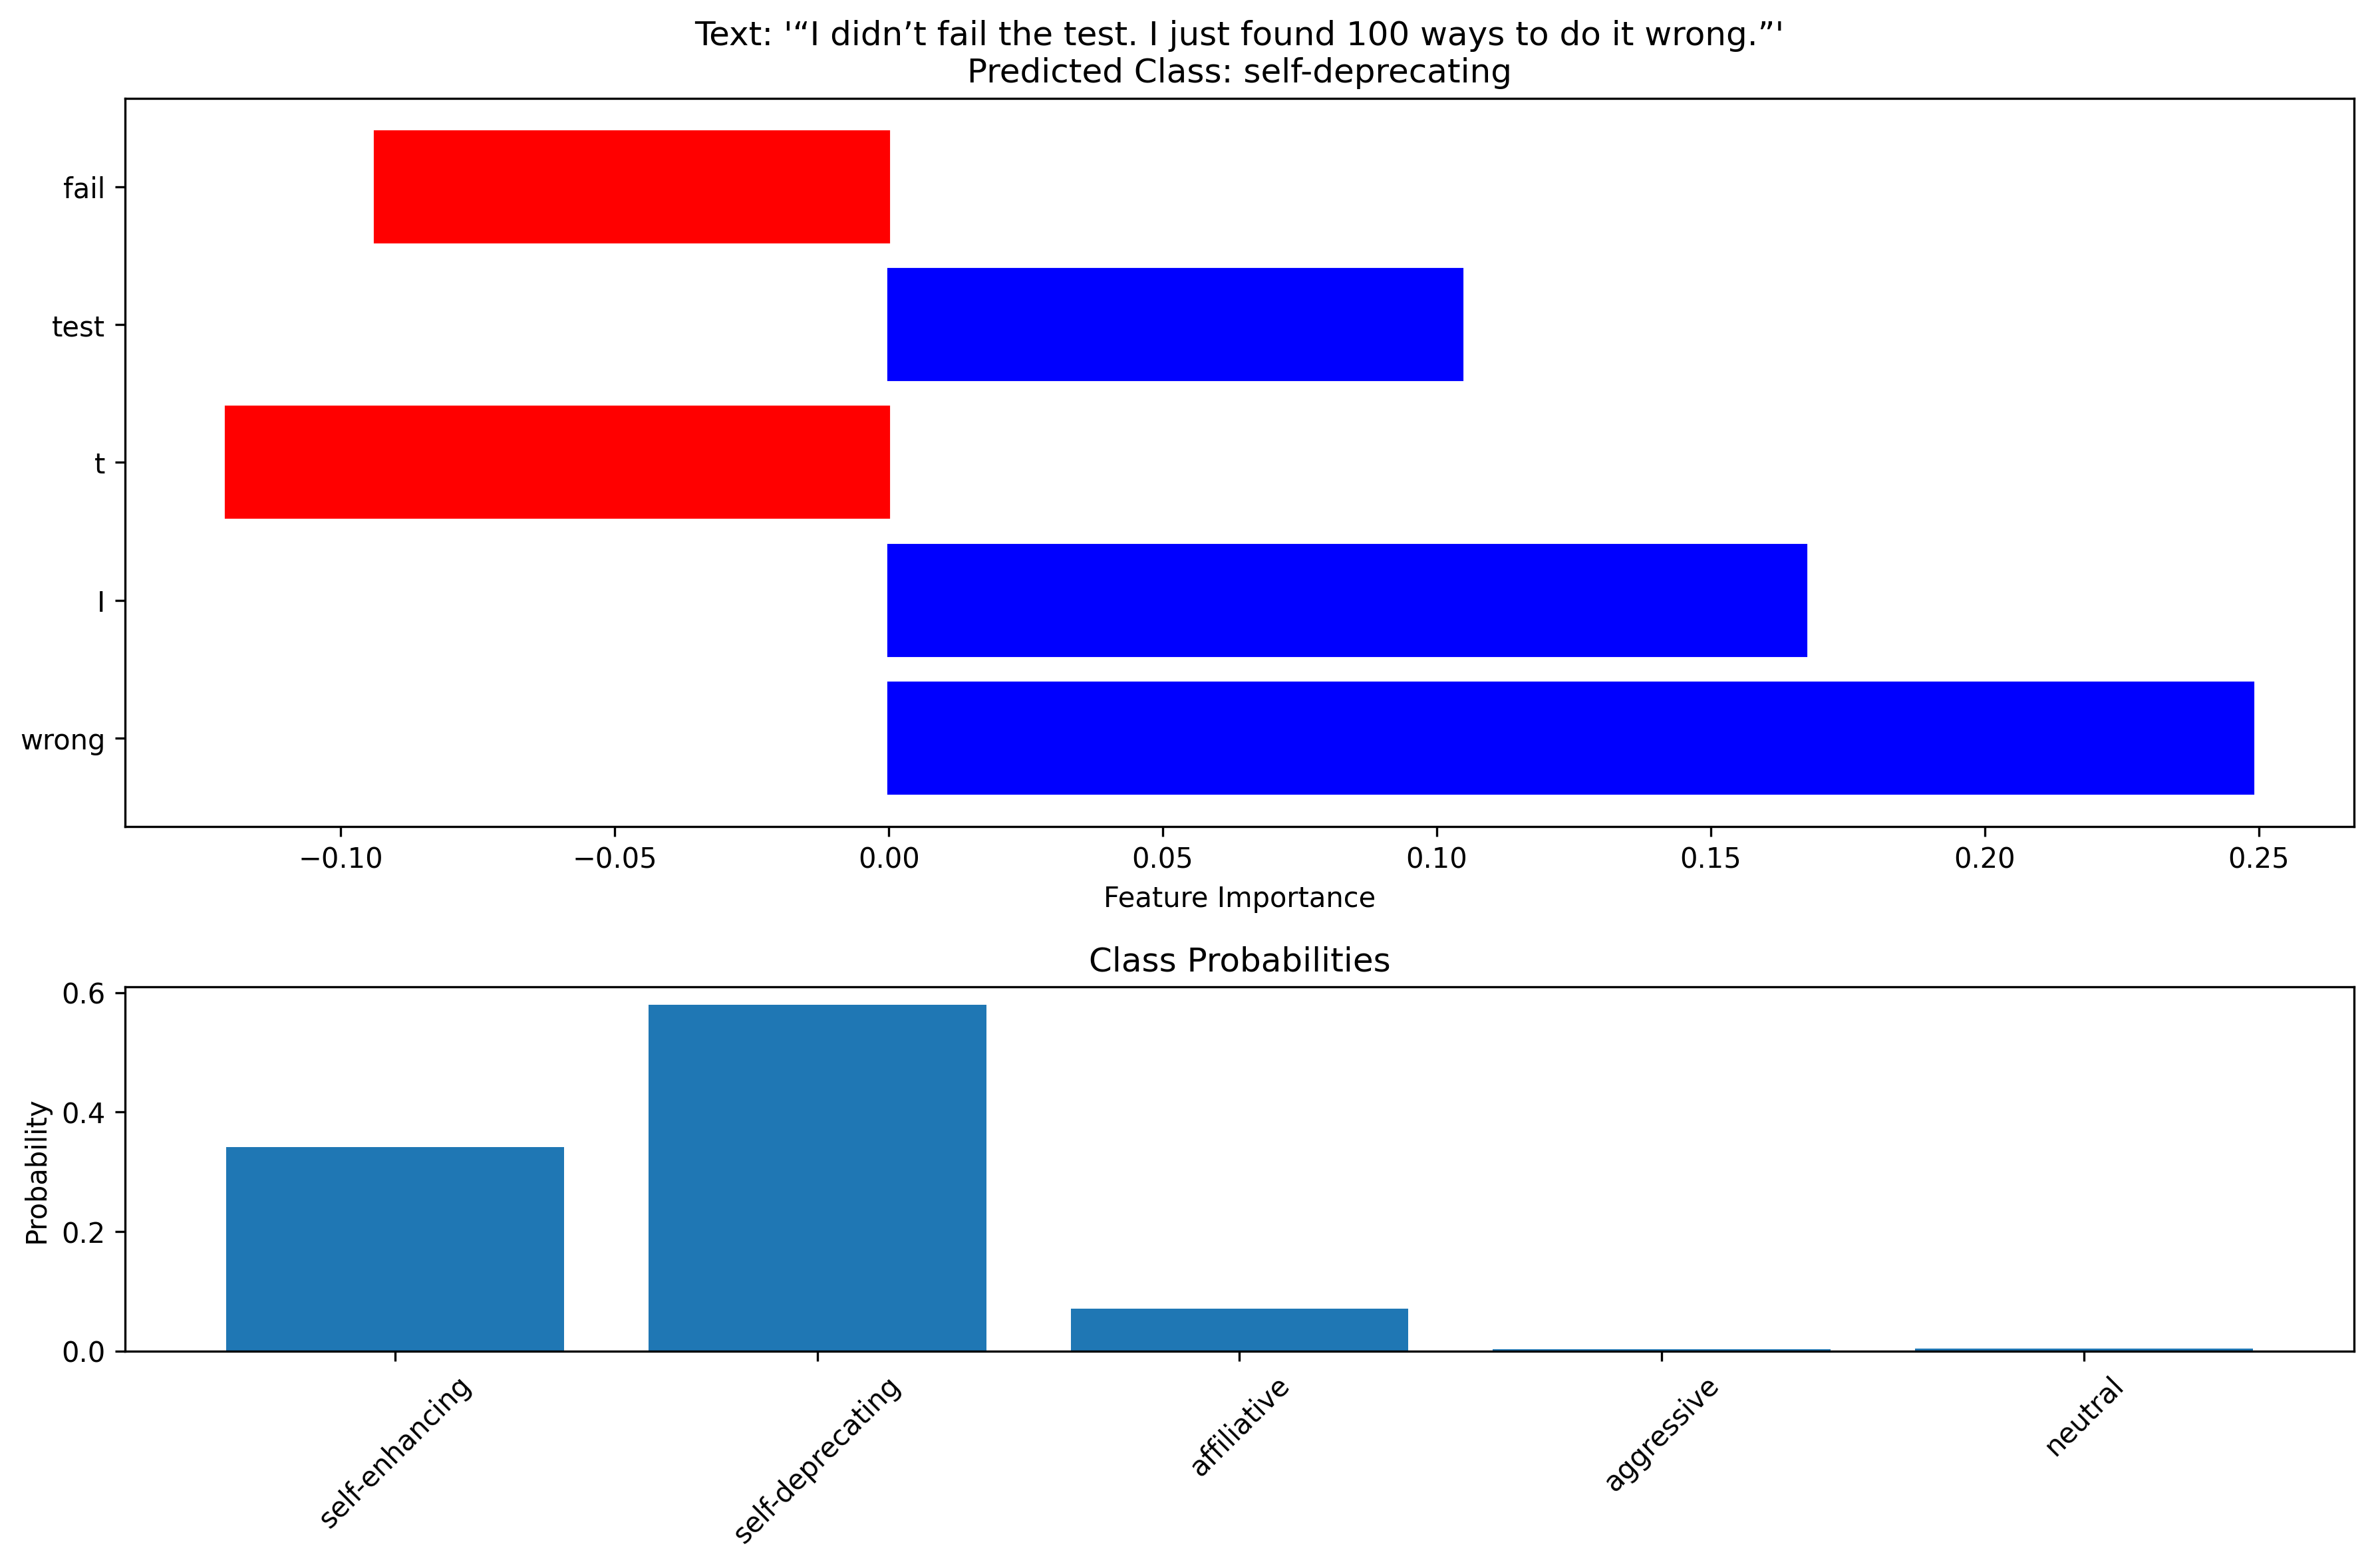 Text: '“I didn’t fail the test. I just found 100 ways to do it wrong.”'
Predicted Class: self-deprecating
fail
test
t
I
wrong
−0.10 −0.05 0.00 0.05 0.10 0.15 0.20 0.25
Feature Importance
Class Probabilities
Probability
0.6
0.4
0.2
0.0
self-enhancing self-deprecating affiliative aggressive neutral